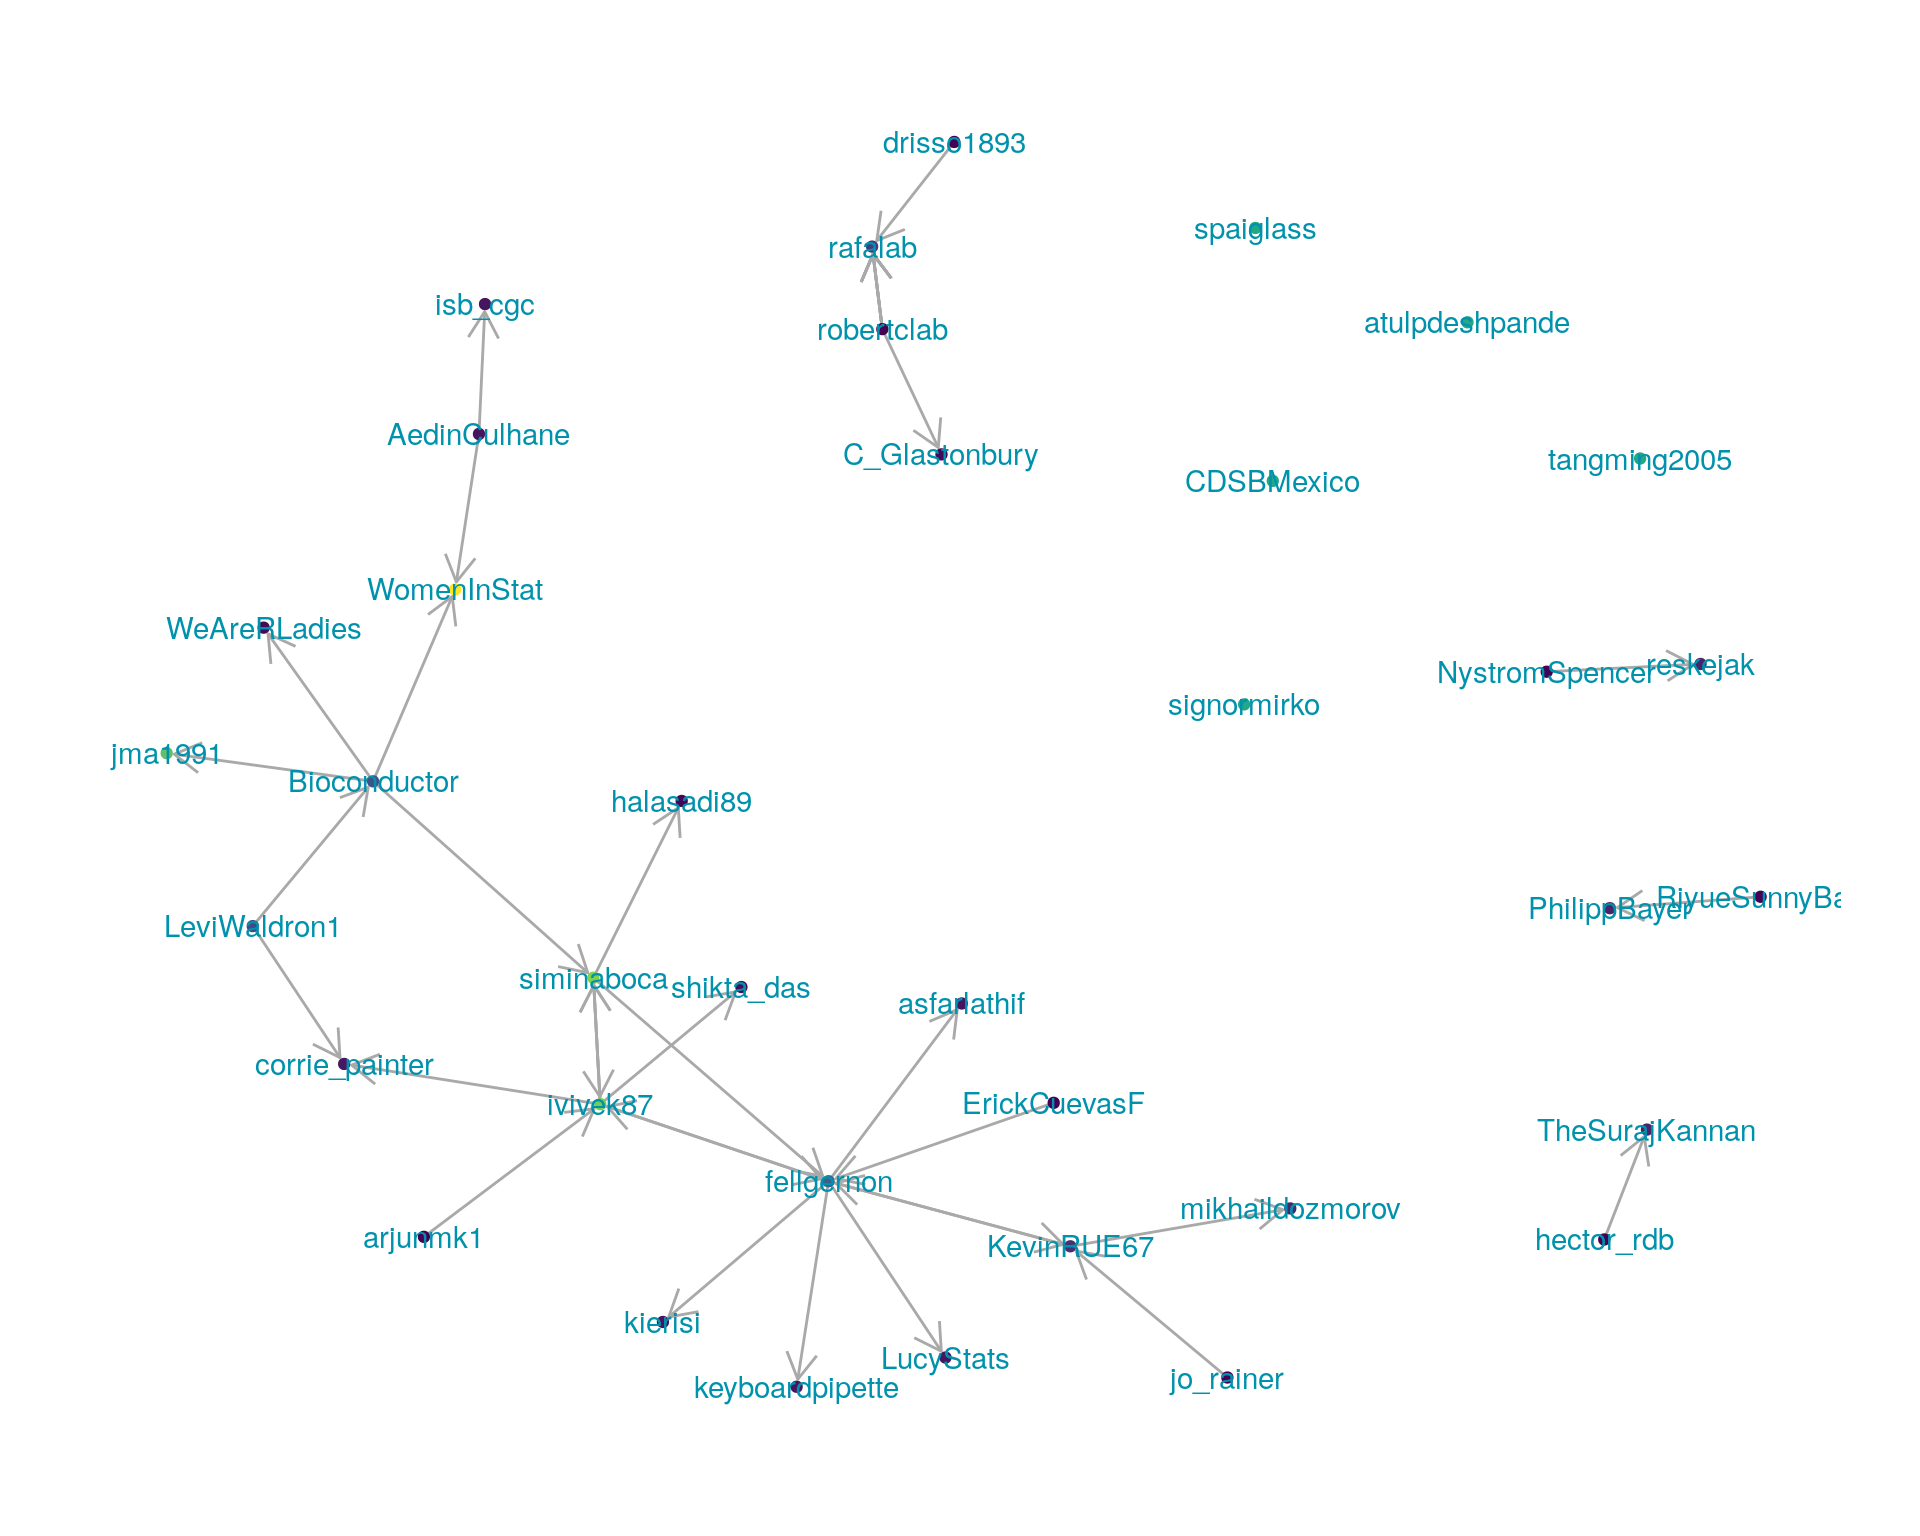 drisso1893
spaiglass
rafalab
isb_cgc
atulpdeshpande
robertclab
AedinCulhane
C_Glastonbury
tangming2005
CDSBMexico
WomenInStat
WeAreRLadies
reskejak
NystromSpencer
signormirko
jma1991
Bioconductor
halasadi89
RiyueSunnyBa
PhilippBayer
LeviWaldron1
siminaboca
shikta_das
asfarlathif
corrie_painter
ivivek87
ErickCuevasF
TheSurajKannan
fellgernon
mikhaildozmorov
arjunmk1
KevinRUE67
hector_rdb
kierisi
LucyStats
jo_rainer
keyboardpipette